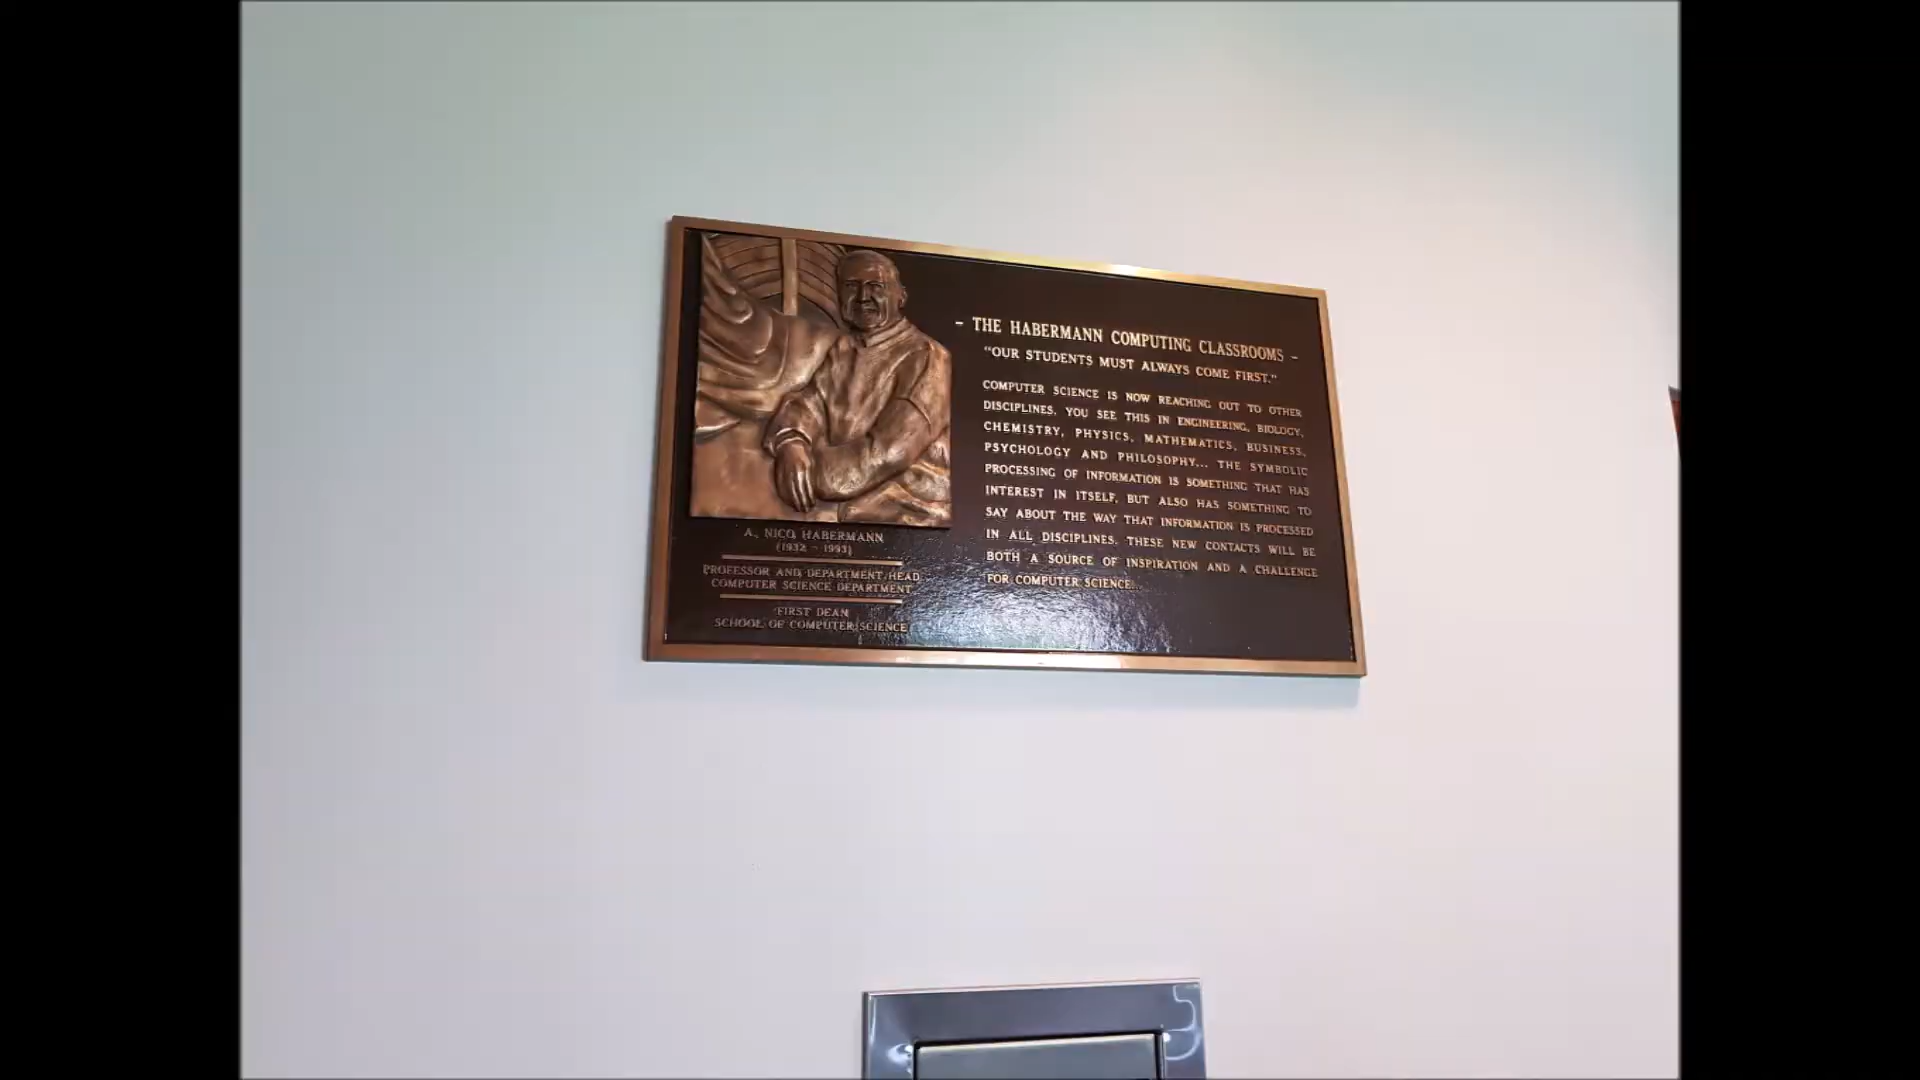 - THE HABERMANN COMPUTING CLASSROOMS -
"OUR STUDENTS MUST ALWAYS COME FIRST."
COMPUTER SCIENCE IS NOW REACHING OUT TO OTHER
DISCIPLINES. YOU SEE THIS IN ENGINEERING, BIOLOGY,
CHEMISTRY, PHYSICS, MATHEMATICS, BUSINESS,
PSYCHOLOGY AND PHILOSOPHY... THE SYMBOLIC
PROCESSING OF INFORMATION IS SOMETHING THAT HAS
INTEREST IN ITSELF, BUT ALSO HAS SOMETHING TO
SAY ABOUT THE WAY THAT INFORMATION IS PROCESSED
IN ALL DISCIPLINES. THESE NEW CONTACTS WILL BE
BOTH A SOURCE OF INSPIRATION AND A CHALLENGE
FOR COMPUTER SCIENCE...
A. NICO HABERMANN
(1932 - 1993)
PROFESSOR AND DEPARTMENT HEAD
COMPUTER SCIENCE DEPARTMENT
FIRST DEAN
SCHOOL OF COMPUTER SCIENCE